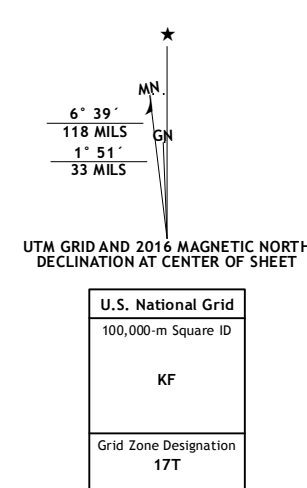 ★
MN
GN
6° 39´
118 MILS
1° 51´
33 MILS
UTM GRID AND 2016 MAGNETIC NORTH
DECLINATION AT CENTER OF SHEET
U.S. National Grid
100,000-m Square ID
KF
Grid Zone Designation
17T